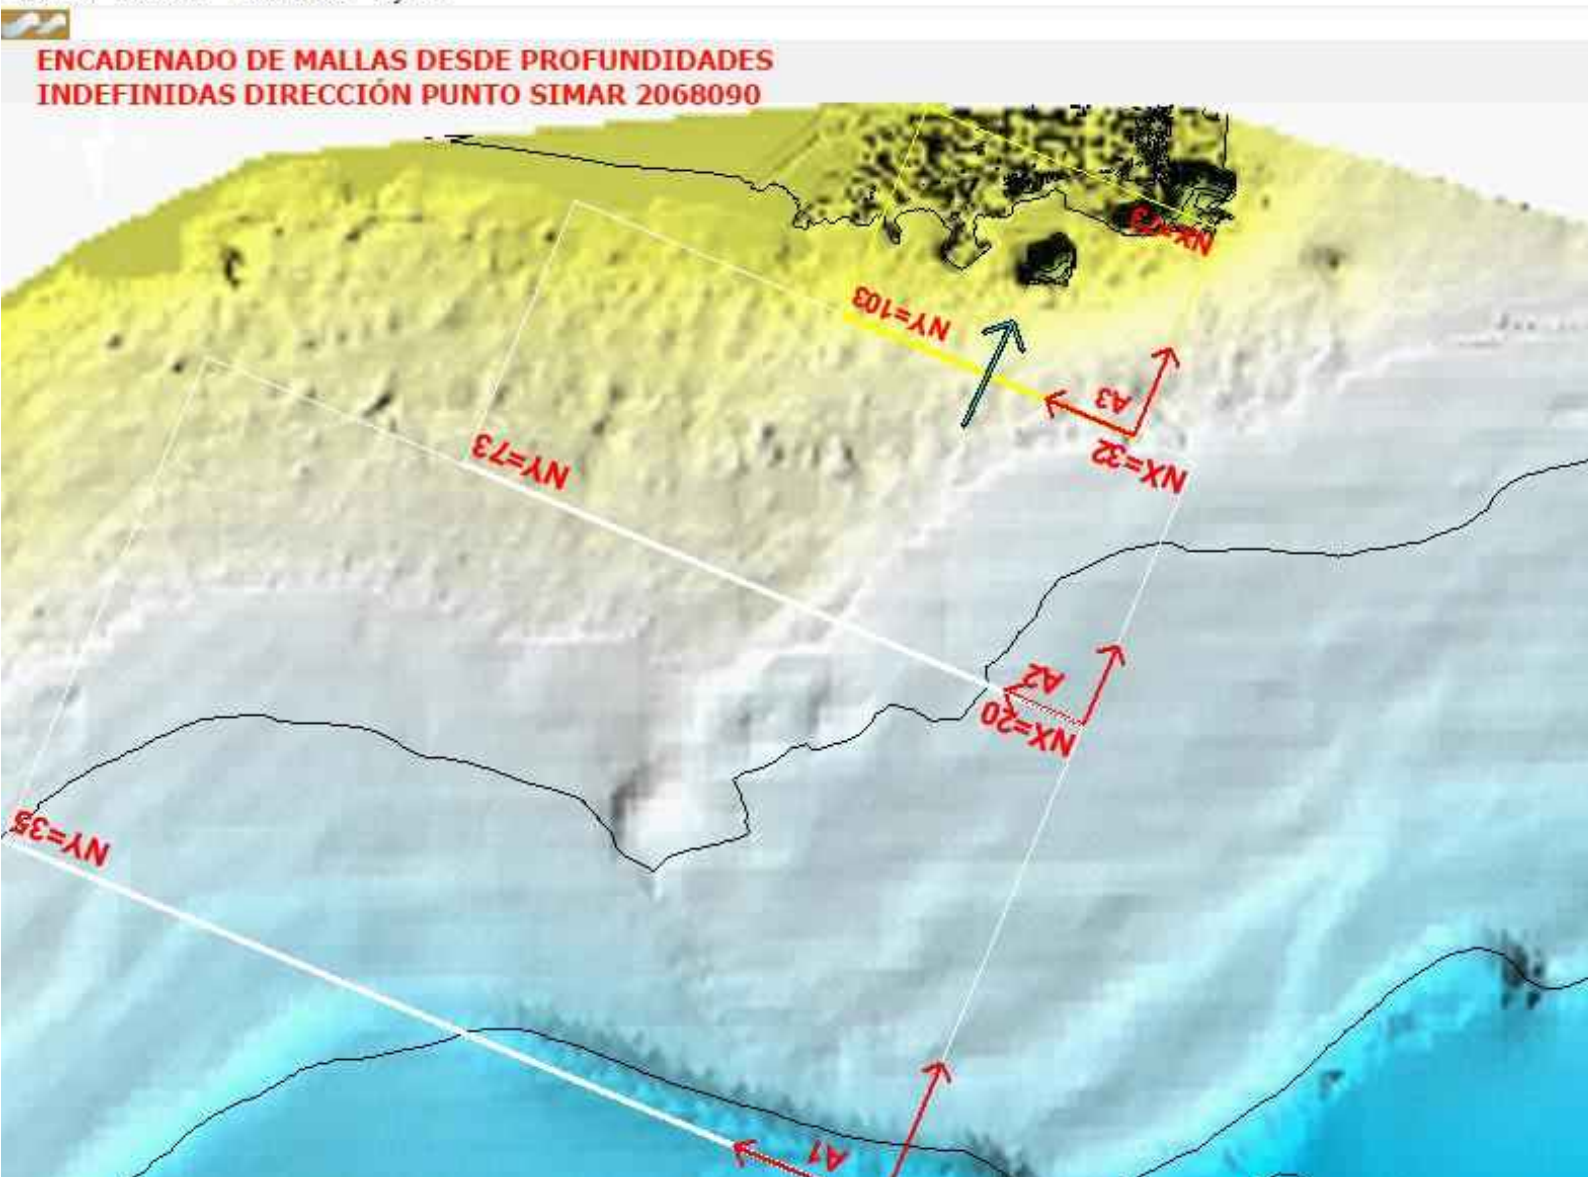 ENCADENADO DE MALLAS DESDE PROFUNDIDADES
INDEFINIDAS DIRECCIÓN PUNTO SIMAR 2068090
NX=73
NY=103
A3
NX=32
NY=73
A2
NX=20
NY=35
A1